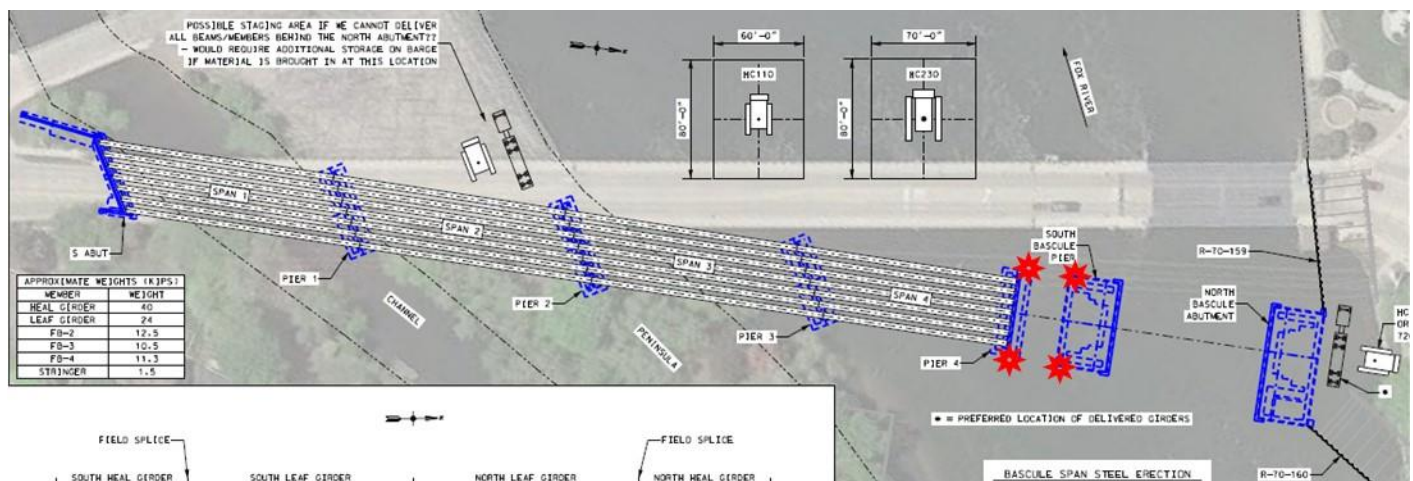 POSSIBLE STAGING AREA IF WE CANNOT DELIVER
ALL BEAMS/MEMBERS BEHIND THE NORTH ABUTMENT??
- WOULD REQUIRE ADDITIONAL STORAGE ON BARGE
IF MATERIAL IS BROUGHT IN AT THIS LOCATION
60'-0"
70'-0"
80'-0"
HC110
80'-0"
HC230
FOX RIVER
SPAN 1
SPAN 2
SPAN 3
SPAN 4
S ABUT
PIER 1
PIER 2
PIER 3
PIER 4
CHANNEL
PENINSULA
SOUTH
BASCULE
PIER
R-70-159
NORTH
BASCULE
ABUTMENT
HC
OR
APPROXIMATE WEIGHTS (KIPS)
MEMBER WEIGHT
HEAL GIRDER 40
LEAF GIRDER 24
FB-2 12.5
FB-3 10.5
FB-4 11.3
STRINGER 1.5
= PREFERRED LOCATION OF DELIVERED GIRDERS
FIELD SPLICE
FIELD SPLICE
SOUTH HEAL GIRDER
SOUTH LEAF GIRDER
NORTH LEAF GIRDER
NORTH HEAL GIRDER
BASCULE SPAN STEEL ERECTION
R-70-160